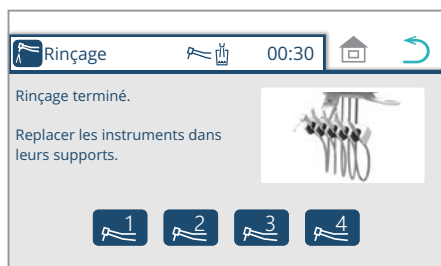 Rinçage 00:30
Rinçage terminé.
Replacer les instruments dans
leurs supports.
1 2 3 4